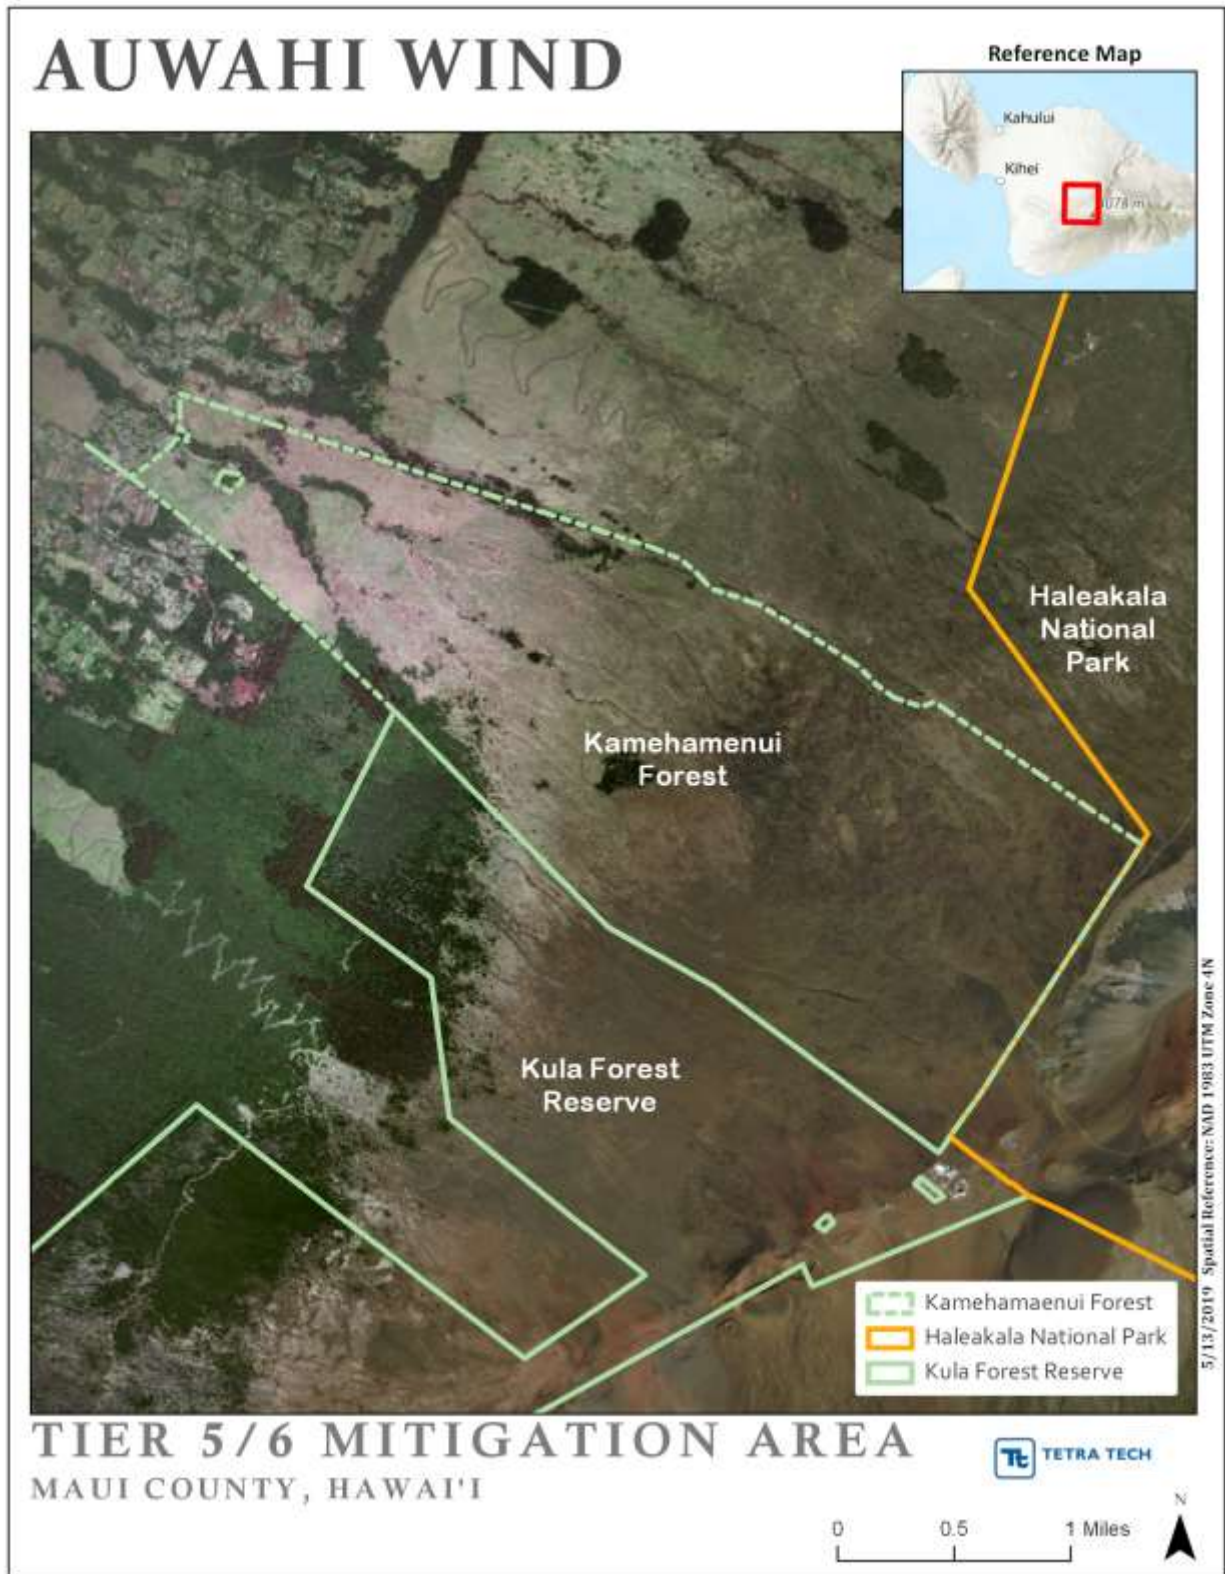 AUWAHI WIND
Reference Map
Kahului
Kihei
078 m
Haleakala
National
Park
Kamehamenui
Forest
Kula Forest
Reserve
Kamehamaenui Forest
Haleakala National Park
Kula Forest Reserve
5/13/2019 Spatial Reference: NAD 1983 UTM Zone 4N
TIER 5/6 MITIGATION AREA
MAUI COUNTY, HAWAI'I
Tt TETRA TECH
N
0 0.5 1 Miles